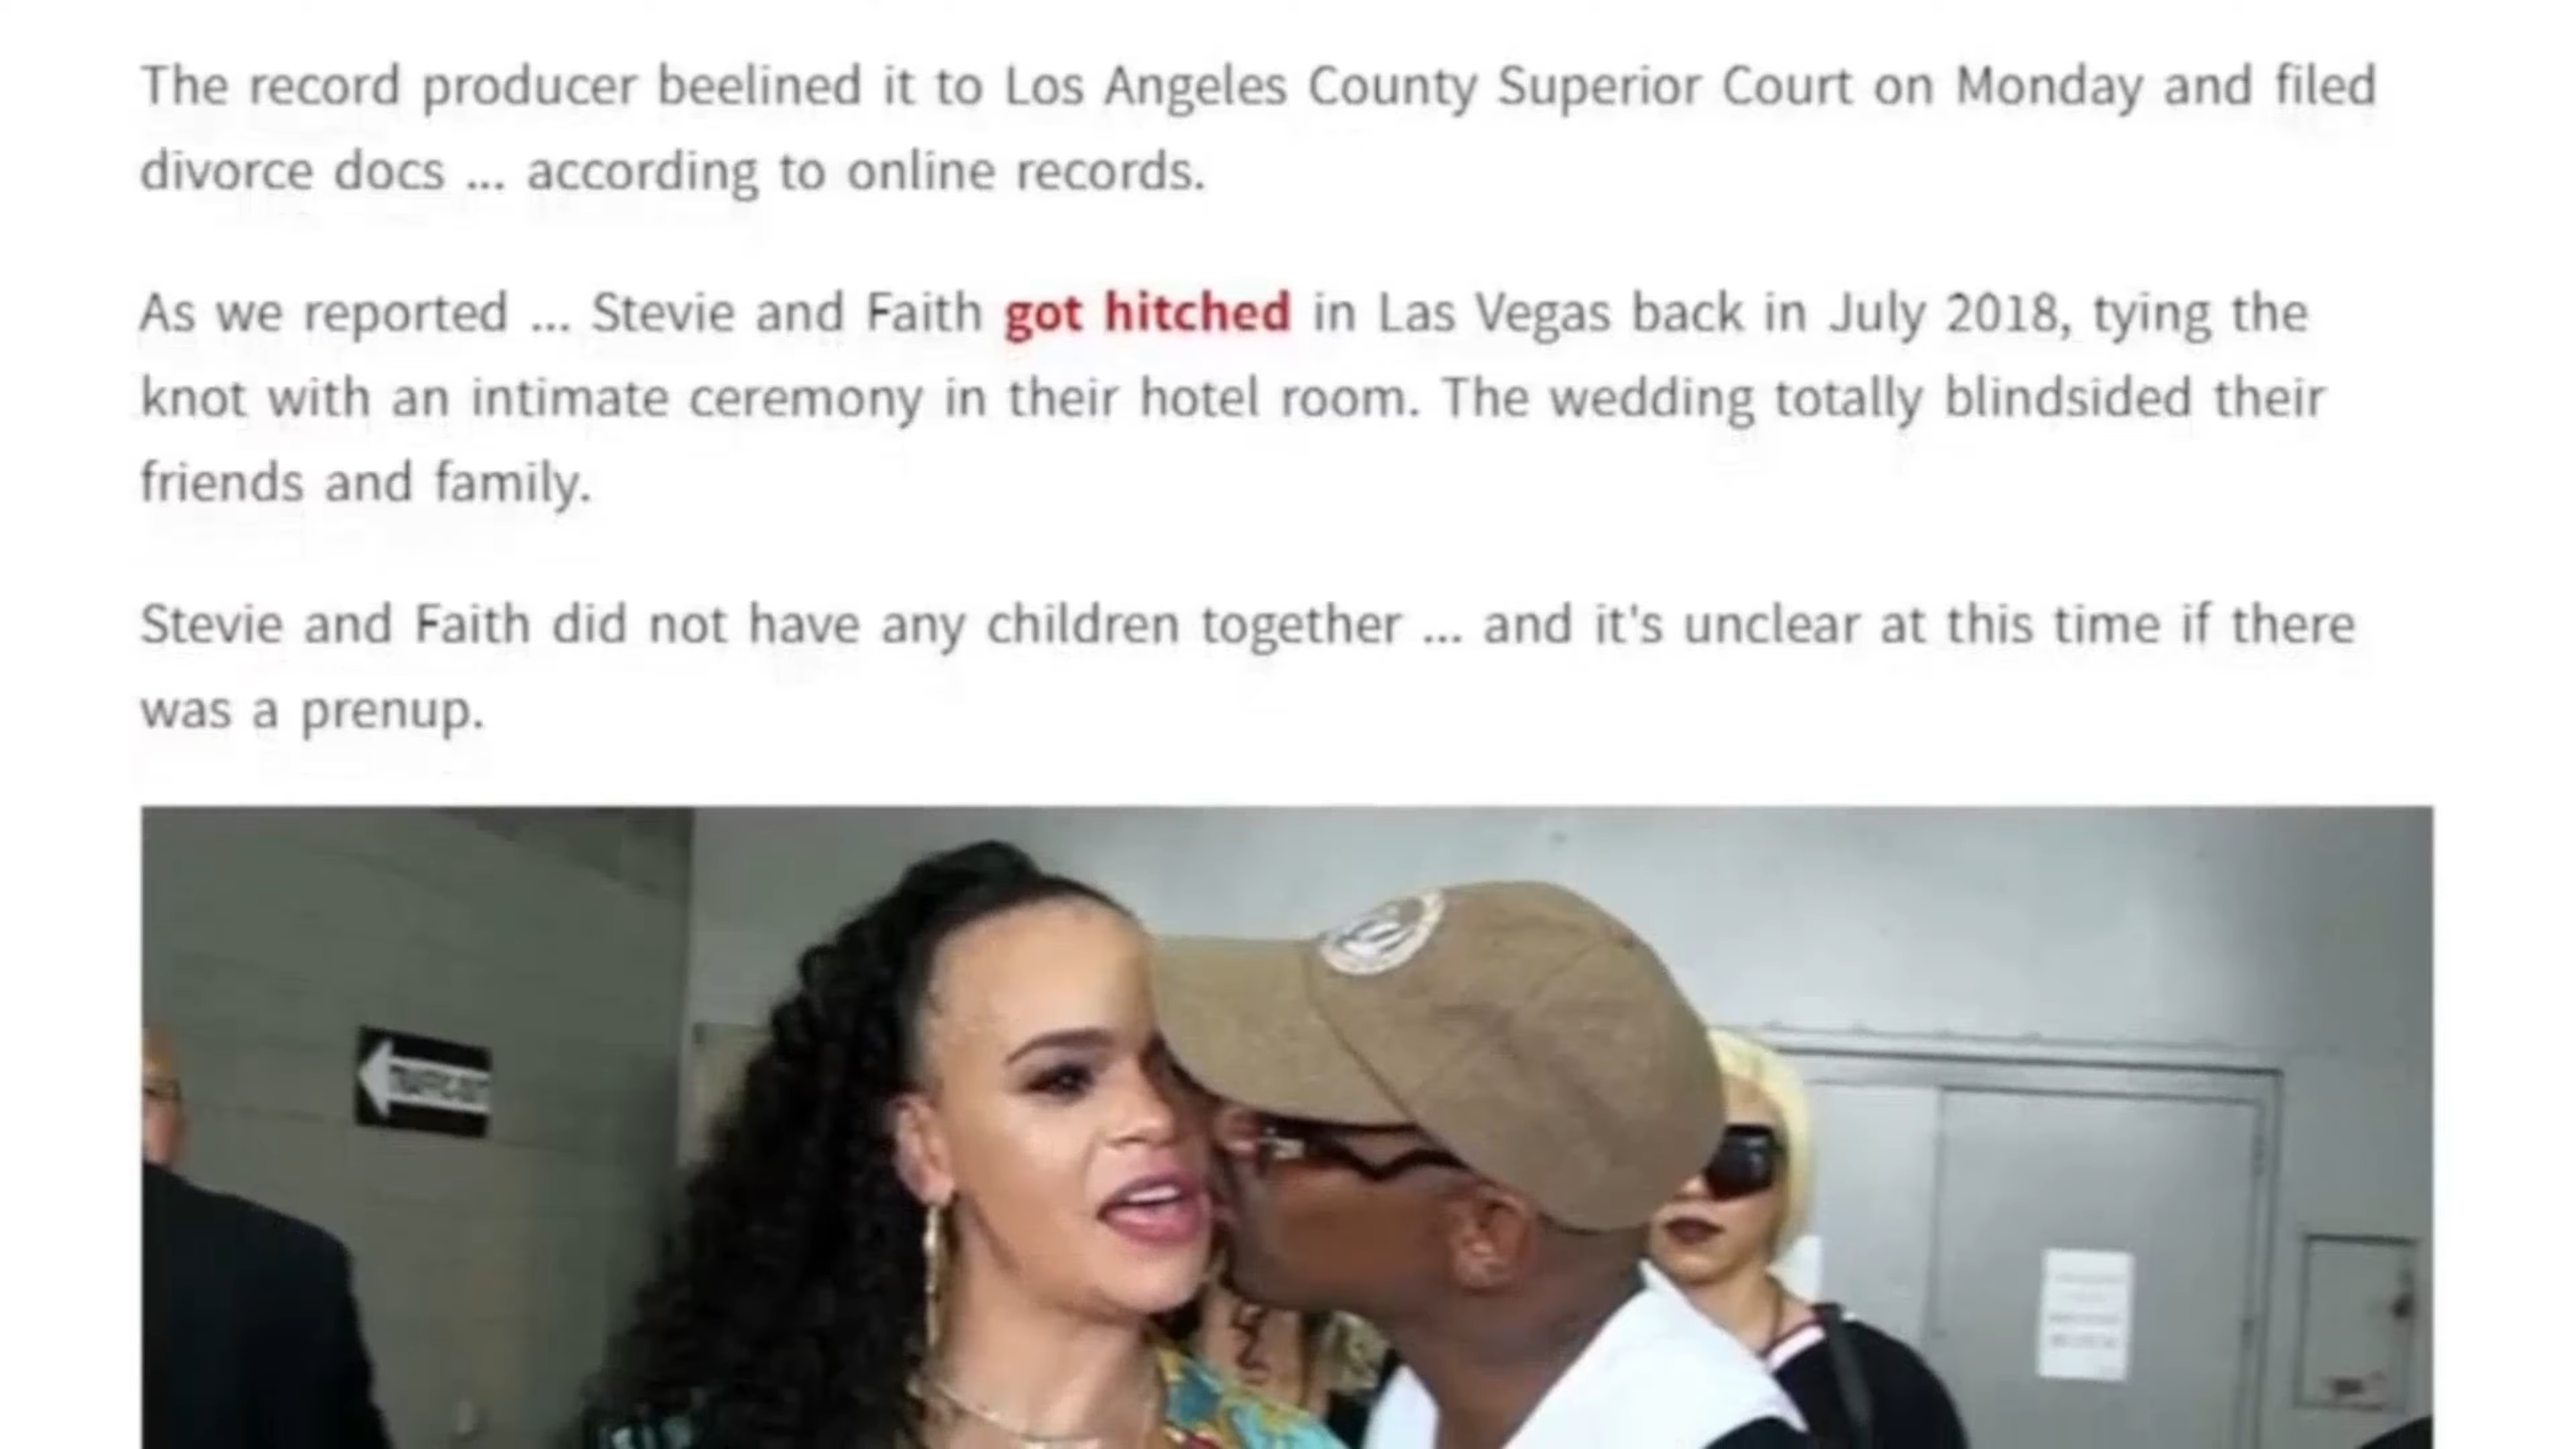 The record producer beelined it to Los Angeles County Superior Court on Monday and filed
divorce docs ... according to online records.
As we reported ... Stevie and Faith got hitched in Las Vegas back in July 2018, tying the
knot with an intimate ceremony in their hotel room. The wedding totally blindsided their
friends and family.
Stevie and Faith did not have any children together ... and it's unclear at this time if there
was a prenup.